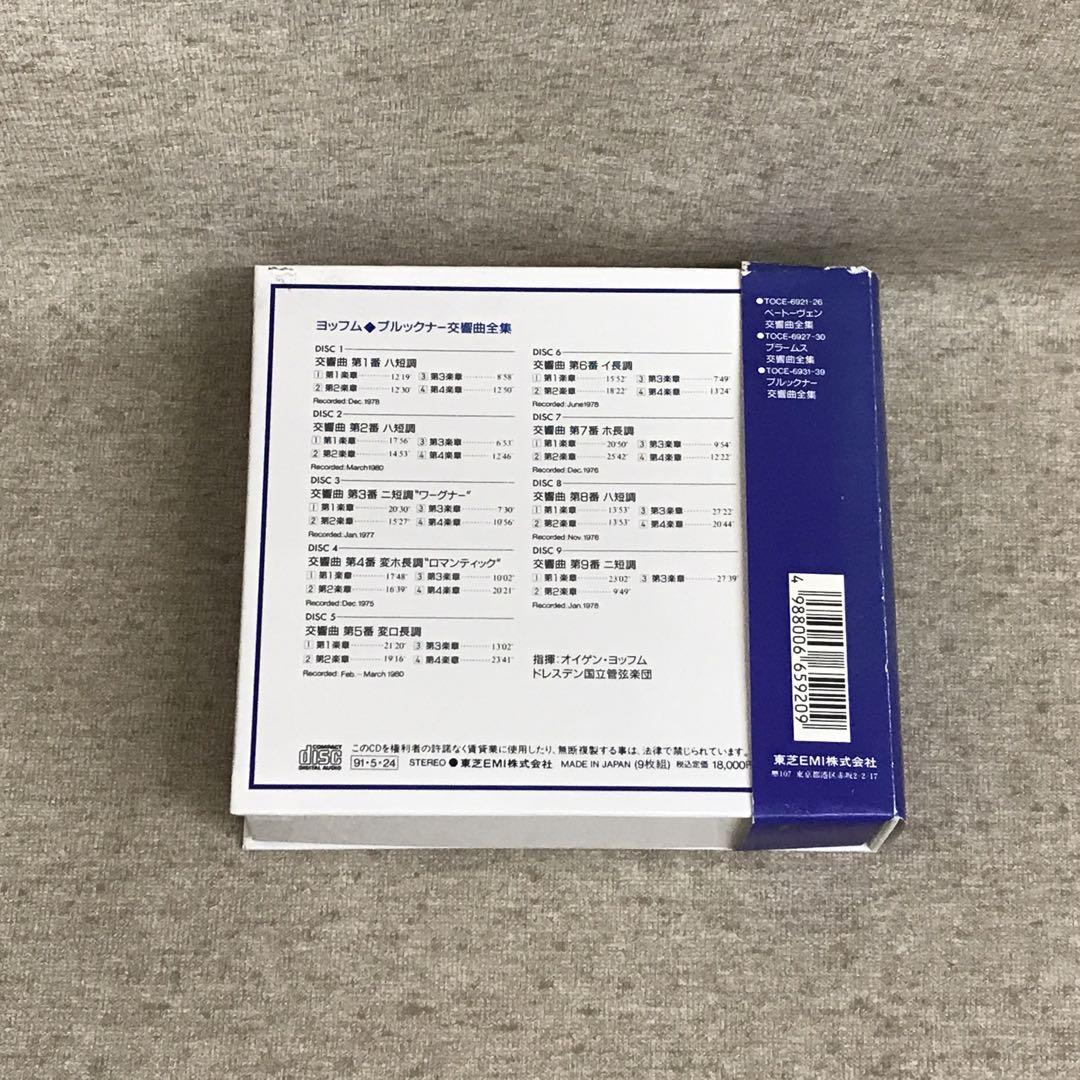 ヨッフム◆ブルックナー交響曲全集
DISC 1
交響曲 第1番 ハ短調
1 第1楽章 12'19" 3 第3楽章 8'58"
2 第2楽章 12'30" 4 第4楽章 12'50"
Recorded: Dec. 1978
DISC 2
交響曲 第2番 ハ短調
1 第1楽章 17'56" 3 第3楽章 6'53"
2 第2楽章 14'53" 4 第4楽章 12'46"
Recorded: March 1980
DISC 3
交響曲 第3番 ニ短調"ワーグナー"
1 第1楽章 20'30" 3 第3楽章 7'30"
2 第2楽章 15'27" 4 第4楽章 10'56"
Recorded: Jan. 1977
DISC 4
交響曲 第4番 変ホ長調"ロマンティック"
1 第1楽章 17'48" 3 第3楽章 10'02"
2 第2楽章 16'39" 4 第4楽章 20'21"
Recorded: Dec. 1975
DISC 5
交響曲 第5番 変ロ長調
1 第1楽章 21'20" 3 第3楽章 13'02"
2 第2楽章 19'16" 4 第4楽章 23'41"
Recorded: Feb. - March 1980
DISC 6
交響曲 第6番 イ長調
1 第1楽章 15'52" 3 第3楽章 7'49"
2 第2楽章 18'22" 4 第4楽章 13'24"
Recorded: June 1978
DISC 7
交響曲 第7番 ホ長調
1 第1楽章 20'50" 3 第3楽章 9'54"
2 第2楽章 25'42" 4 第4楽章 12'22"
Recorded: Dec. 1976
DISC 8
交響曲 第8番 ハ短調
1 第1楽章 13'53" 3 第3楽章 27'22"
2 第2楽章 13'53" 4 第4楽章 20'44"
Recorded: Nov. 1976
DISC 9
交響曲 第9番 ニ短調
1 第1楽章 23'02" 3 第3楽章 27'39"
2 第2楽章 9'49"
Recorded: Jan. 1978
指揮:オイゲン・ヨッフム
ドレスデン国立管弦楽団
COMPACT disc DIGITAL AUDIO
このCDを権利者の許諾なく賃貸業に使用したり、無断複製する事は、法律で禁じられています。
91・5・24 STEREO ●東芝EMI株式会社 MADE IN JAPAN (9枚組) 税込定価 18,000円
●TOCE-6921-26
ベートーヴェン
交響曲全集
●TOCE-6927-30
ブラームス
交響曲全集
●TOCE-6931-39
ブルックナー
交響曲全集
4 988006 659209
東芝EMI株式会社
〒107 東京都港区赤坂2-2-17